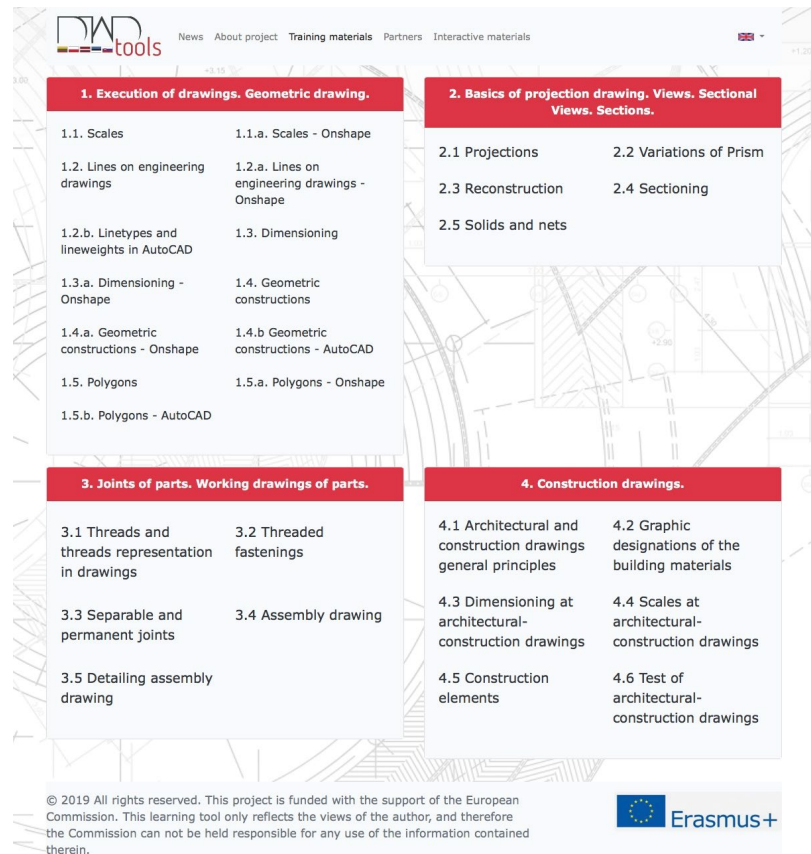 DWD tools
News About project Training materials Partners Interactive materials
1. Execution of drawings. Geometric drawing.
1.1. Scales
1.1.a. Scales - Onshape
1.2. Lines on engineering
drawings
1.2.a. Lines on
engineering drawings -
Onshape
1.2.b. Linetypes and
lineweights in AutoCAD
1.3. Dimensioning
1.3.a. Dimensioning -
Onshape
1.4. Geometric
constructions
1.4.a. Geometric
constructions - Onshape
1.4.b Geometric
constructions - AutoCAD
1.5. Polygons
1.5.a. Polygons - Onshape
1.5.b. Polygons - AutoCAD
2. Basics of projection drawing. Views. Sectional
Views. Sections.
2.1 Projections
2.2 Variations of Prism
2.3 Reconstruction
2.4 Sectioning
2.5 Solids and nets
3. Joints of parts. Working drawings of parts.
3.1 Threads and
threads representation
in drawings
3.2 Threaded
fastenings
3.3 Separable and
permanent joints
3.4 Assembly drawing
3.5 Detailing assembly
drawing
4. Construction drawings.
4.1 Architectural and
construction drawings
general principles
4.2 Graphic
designations of the
building materials
4.3 Dimensioning at
architectural-
construction drawings
4.4 Scales at
architectural-
construction drawings
4.5 Construction
elements
4.6 Test of
architectural-
construction drawings
© 2019 All rights reserved. This project is funded with the support of the European
Commission. This learning tool only reflects the views of the author, and therefore
the Commission can not be held responsible for any use of the information contained
therein.
Erasmus+